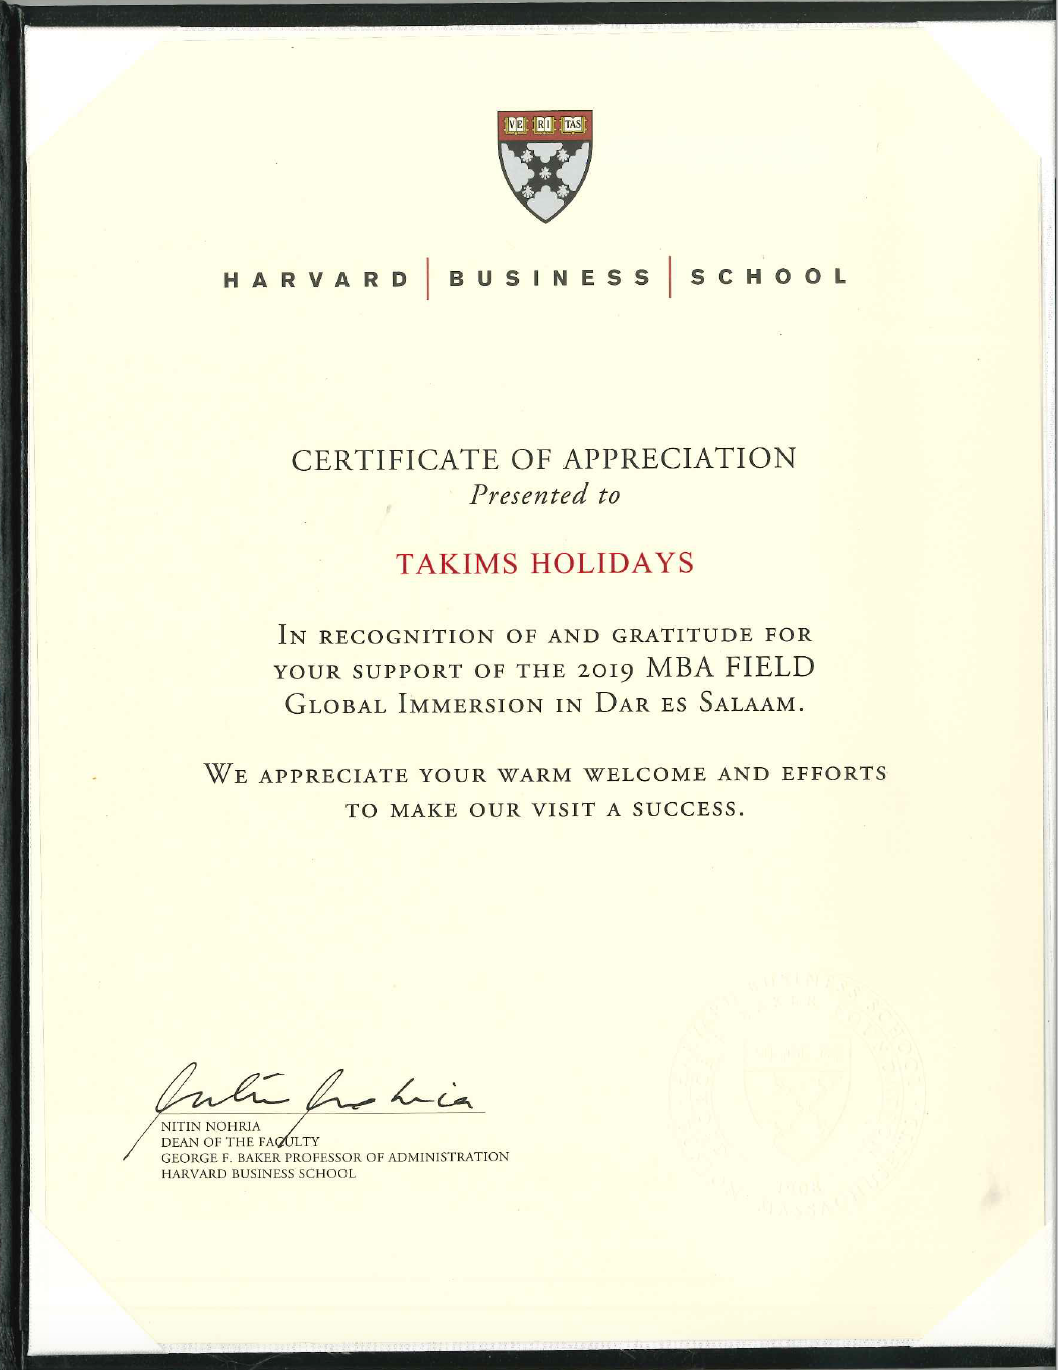 VE RI TAS
HARVARD | BUSINESS | SCHOOL
CERTIFICATE OF APPRECIATION
Presented to
TAKIMS HOLIDAYS
IN RECOGNITION OF AND GRATITUDE FOR
YOUR SUPPORT OF THE 2019 MBA FIELD
GLOBAL IMMERSION IN DAR ES SALAAM.
WE APPRECIATE YOUR WARM WELCOME AND EFFORTS
TO MAKE OUR VISIT A SUCCESS.
Nitin Nohria
NITIN NOHRIA
DEAN OF THE FACULTY
GEORGE F. BAKER PROFESSOR OF ADMINISTRATION
HARVARD BUSINESS SCHOOL